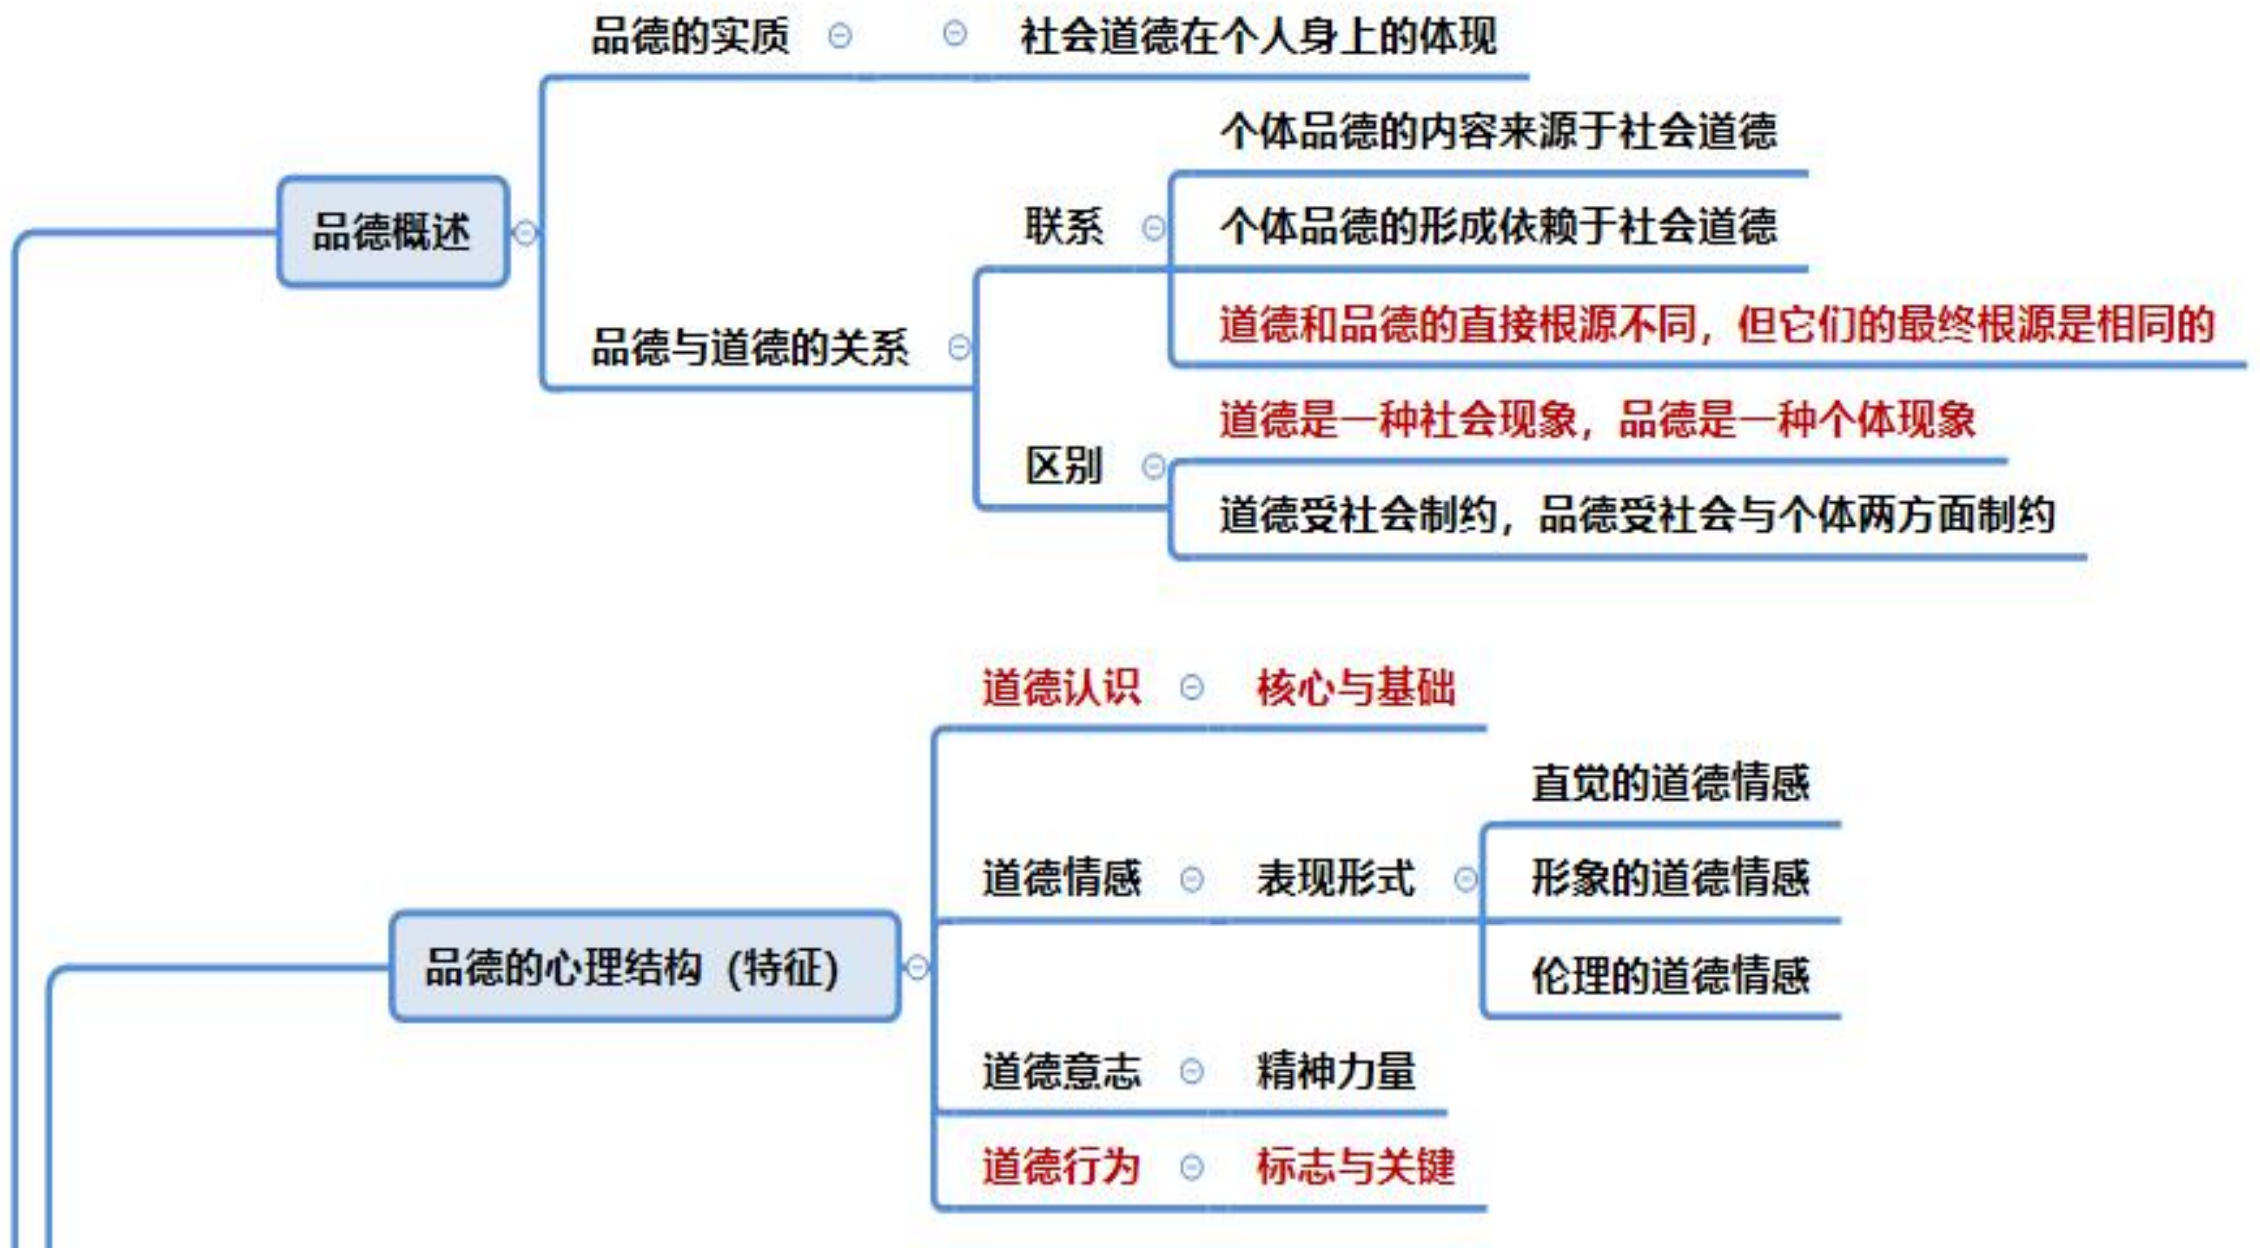 品德的实质
社会道德在个人身上的体现
个体品德的内容来源于社会道德
品德概述
联系
个体品德的形成依赖于社会道德
道德和品德的直接根源不同，但它们的最终根源是相同的
品德与道德的关系
道德是一种社会现象，品德是一种个体现象
区别
道德受社会制约，品德受社会与个体两方面制约
道德认识
核心与基础
直觉的道德情感
道德情感
表现形式
形象的道德情感
品德的心理结构（特征）
伦理的道德情感
道德意志
精神力量
道德行为
标志与关键